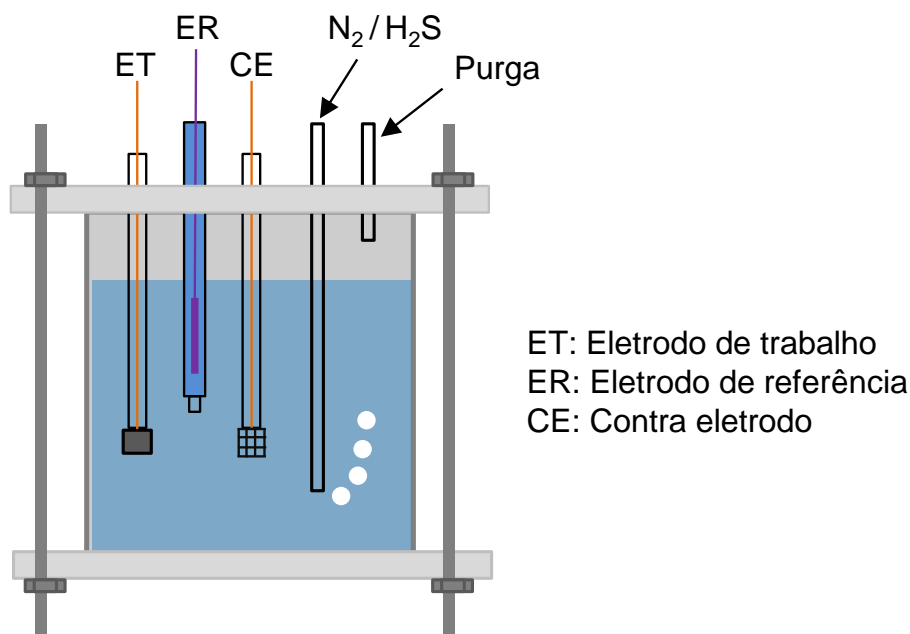 ER
N₂ / H₂S
ET
CE
Purga
ET: Eletrodo de trabalho
ER: Eletrodo de referência
CE: Contra eletrodo